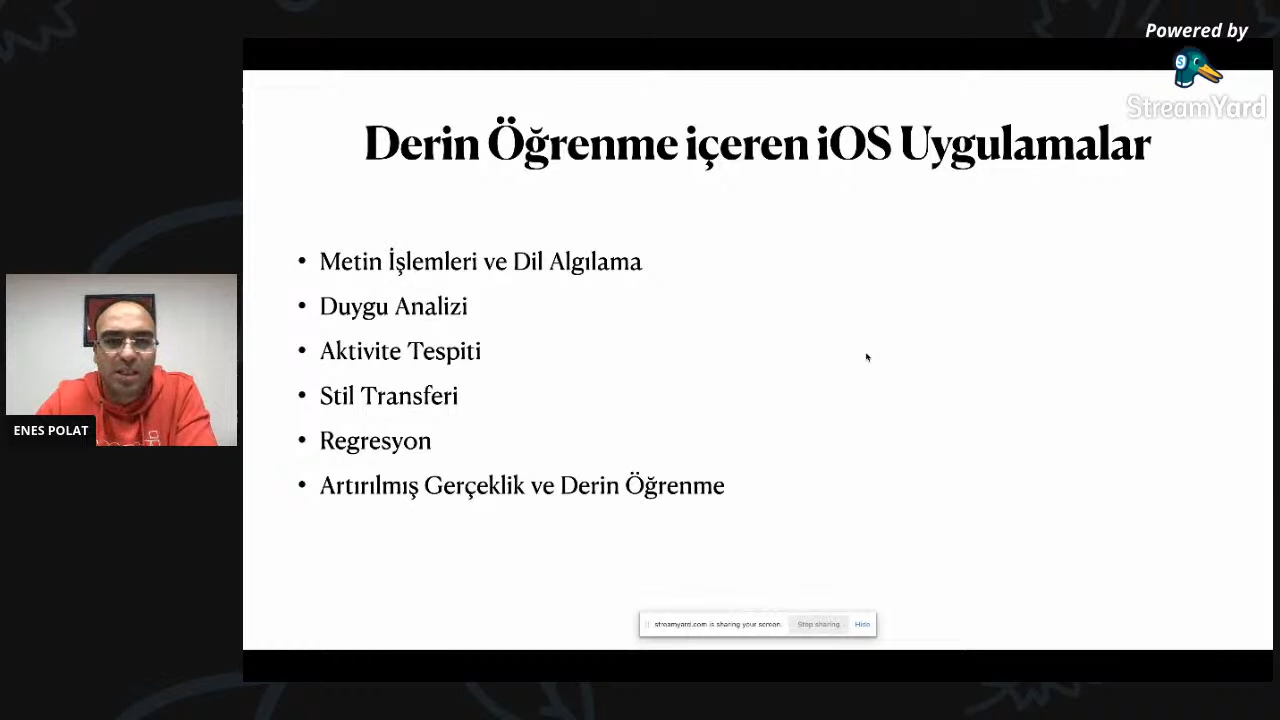 Powered by
StreamYard
Derin Öğrenme içeren iOS Uygulamalar
• Metin İşlemleri ve Dil Algılama
• Duygu Analizi
• Aktivite Tespiti
• Stil Transferi
• Regresyon
• Artırılmış Gerçeklik ve Derin Öğrenme
ENES POLAT
streamyard.com is sharing your screen. Stop sharing Hide